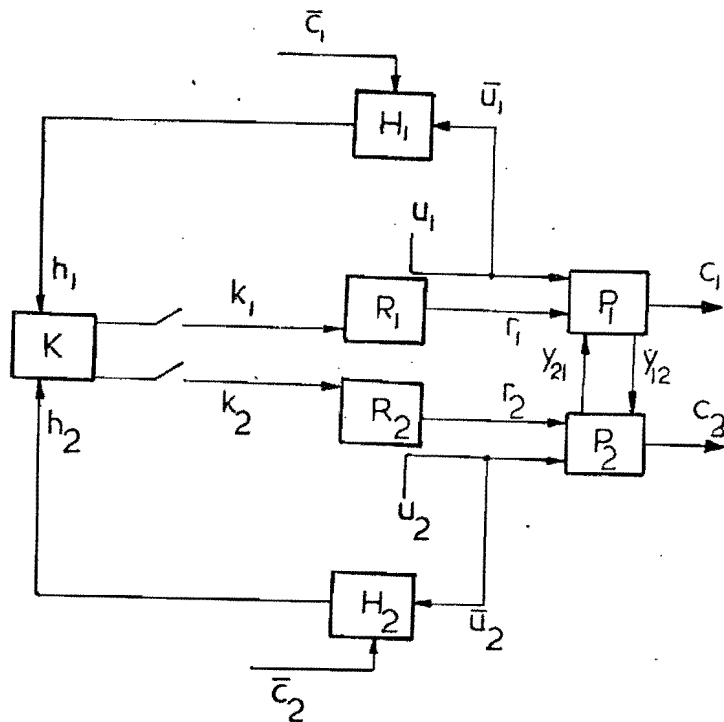 c̄₁
H₁
ū₁
u₁
h₁
k₁
R₁
r₁
P₁
c₁
K
y₂₁
y₁₂
k₂
R₂
r₂
P₂
c₂
h₂
u₂
H₂
ū₂
c̄₂